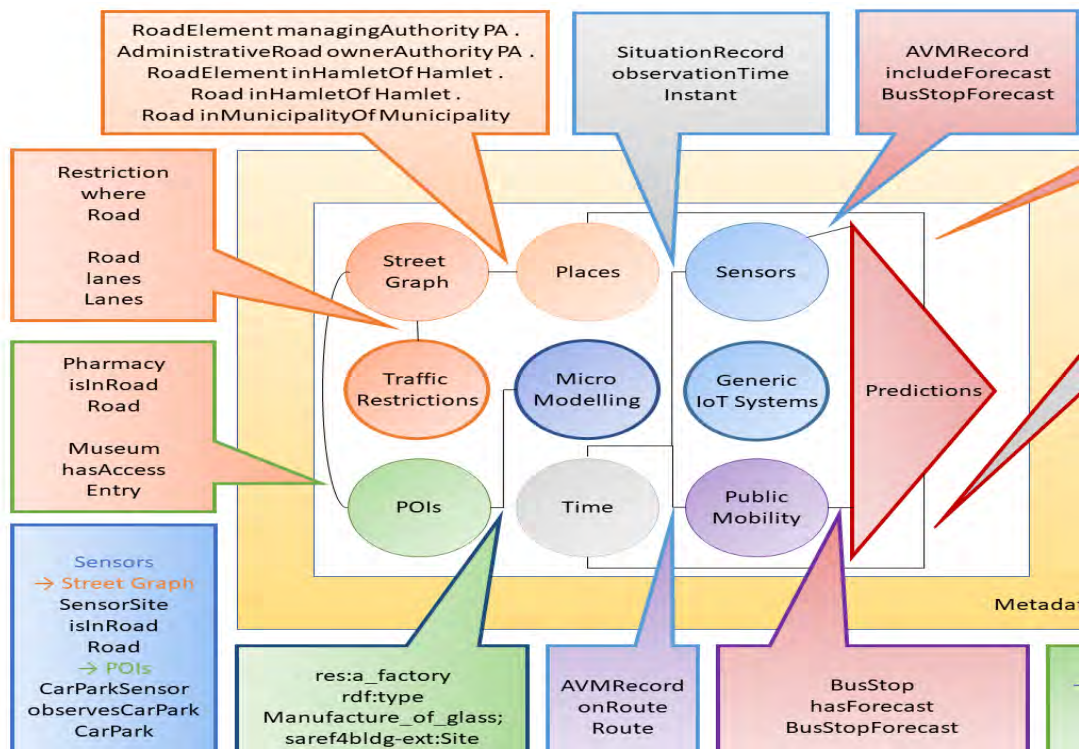 RoadElement managingAuthority PA .
AdministrativeRoad ownerAuthority PA .
RoadElement inHamletOf Hamlet .
Road inHamletOf Hamlet .
Road inMunicipalityOf Municipality
SituationRecord
observationTime
Instant
AVMRecord
includeForecast
BusStopForecast
Restriction
where
Road
Road
lanes
Lanes
Street
Graph
Places
Sensors
Pharmacy
isInRoad
Road
Museum
hasAccess
Entry
Traffic
Restrictions
Micro
Modelling
Generic
IoT Systems
Predictions
POIs
Time
Public
Mobility
Sensors
→ Street Graph
SensorSite
isInRoad
Road
→ POIs
CarParkSensor
observesCarPark
CarPark
Metadat
res:a_factory
rdf:type
Manufacture_of_glass;
saref4bldg-ext:Site
AVMRecord
onRoute
Route
BusStop
hasForecast
BusStopForecast